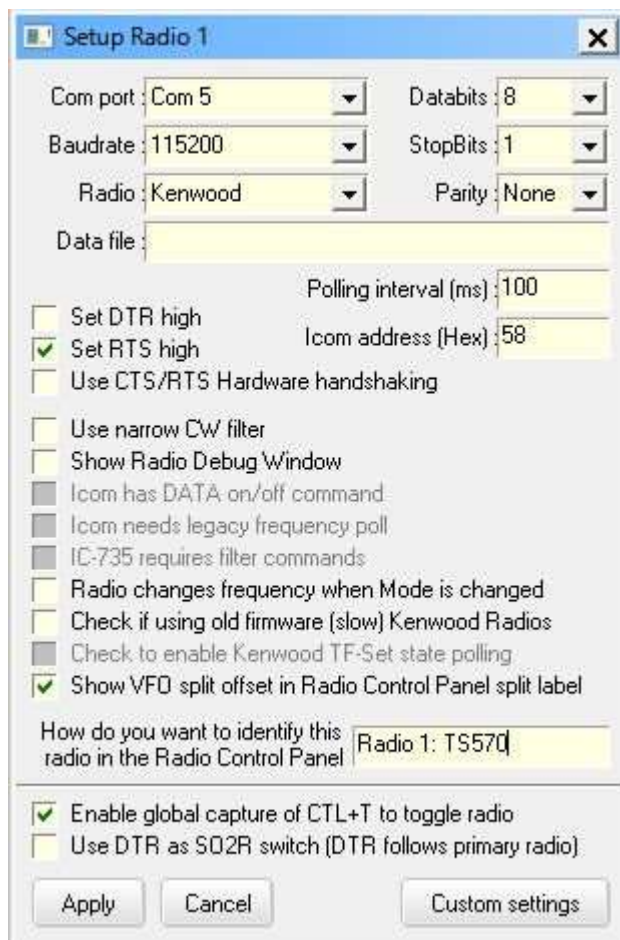 Setup Radio 1
Com port : Com 5 Databits : 8
Baudrate : 115200 StopBits : 1
Radio : Kenwood Parity : None
Data file :
Polling interval (ms) : 100
Set DTR high
Icom address (Hex) : 58
Set RTS high
Use CTS/RTS Hardware handshaking
Use narrow CW filter
Show Radio Debug Window
Icom has DATA on/off command
Icom needs legacy frequency poll
IC-735 requires filter commands
Radio changes frequency when Mode is changed
Check if using old firmware (slow) Kenwood Radios
Check to enable Kenwood TF-Set state polling
Show VFO split offset in Radio Control Panel split label
How do you want to identify this
radio in the Radio Control Panel Radio 1: TS570
Enable global capture of CTL+T to toggle radio
Use DTR as SO2R switch (DTR follows primary radio)
Apply Cancel Custom settings